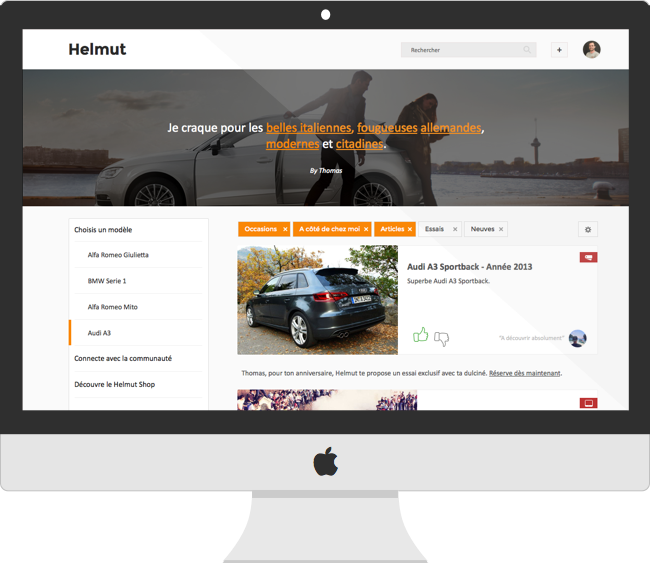 Helmut
Rechercher
+
Je craque pour les belles italiennes, fougueuses allemandes,
modernes et citadines.
By Thomas
Choisis un modèle
Alfa Romeo Giulietta
BMW Serie 1
Alfa Romeo Mito
Audi A3
Connecte avec la communauté
Découvre le Helmut Shop
Occasions × A côté de chez moi × Articles × Essais × Neuves ×
Audi A3 Sportback - Année 2013
Superbe Audi A3 Sportback.
"A découvrir absolument"
Thomas, pour ton anniversaire, Helmut te propose un essai exclusif avec ta dulciné. Réserve dès maintenant.